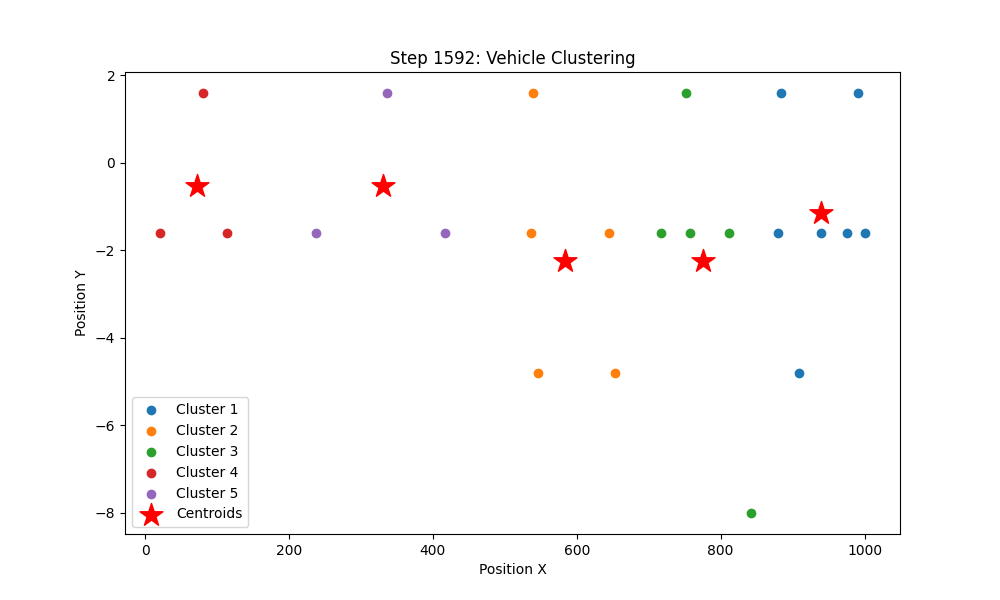 Step 1592: Vehicle Clustering
Position Y
2
0
−2
−4
−6
−8
Cluster 1
Cluster 2
Cluster 3
Cluster 4
Cluster 5
Centroids
0 200 400 600 800 1000
Position X